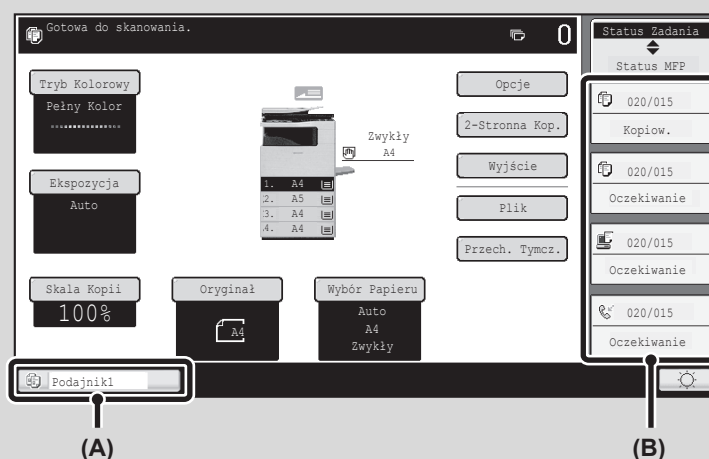 Gotowa do skanowania.
0
Status Zadania
Status MFP
Tryb Kolorowy
Pełny Kolor
Opcje
020/015
Kopiow.
2-Stronna Kop.
Zwykły
A4
Wyjście
020/015
Oczekiwanie
Ekspozycja
Auto
1. A4
2. A5
3. A4
4. A4
Plik
Przech. Tymcz.
020/015
Oczekiwanie
Skala Kopii
100%
Oryginał
A4
Wybór Papieru
Auto
A4
Zwykły
020/015
Oczekiwanie
Podajnik1
(A)
(B)